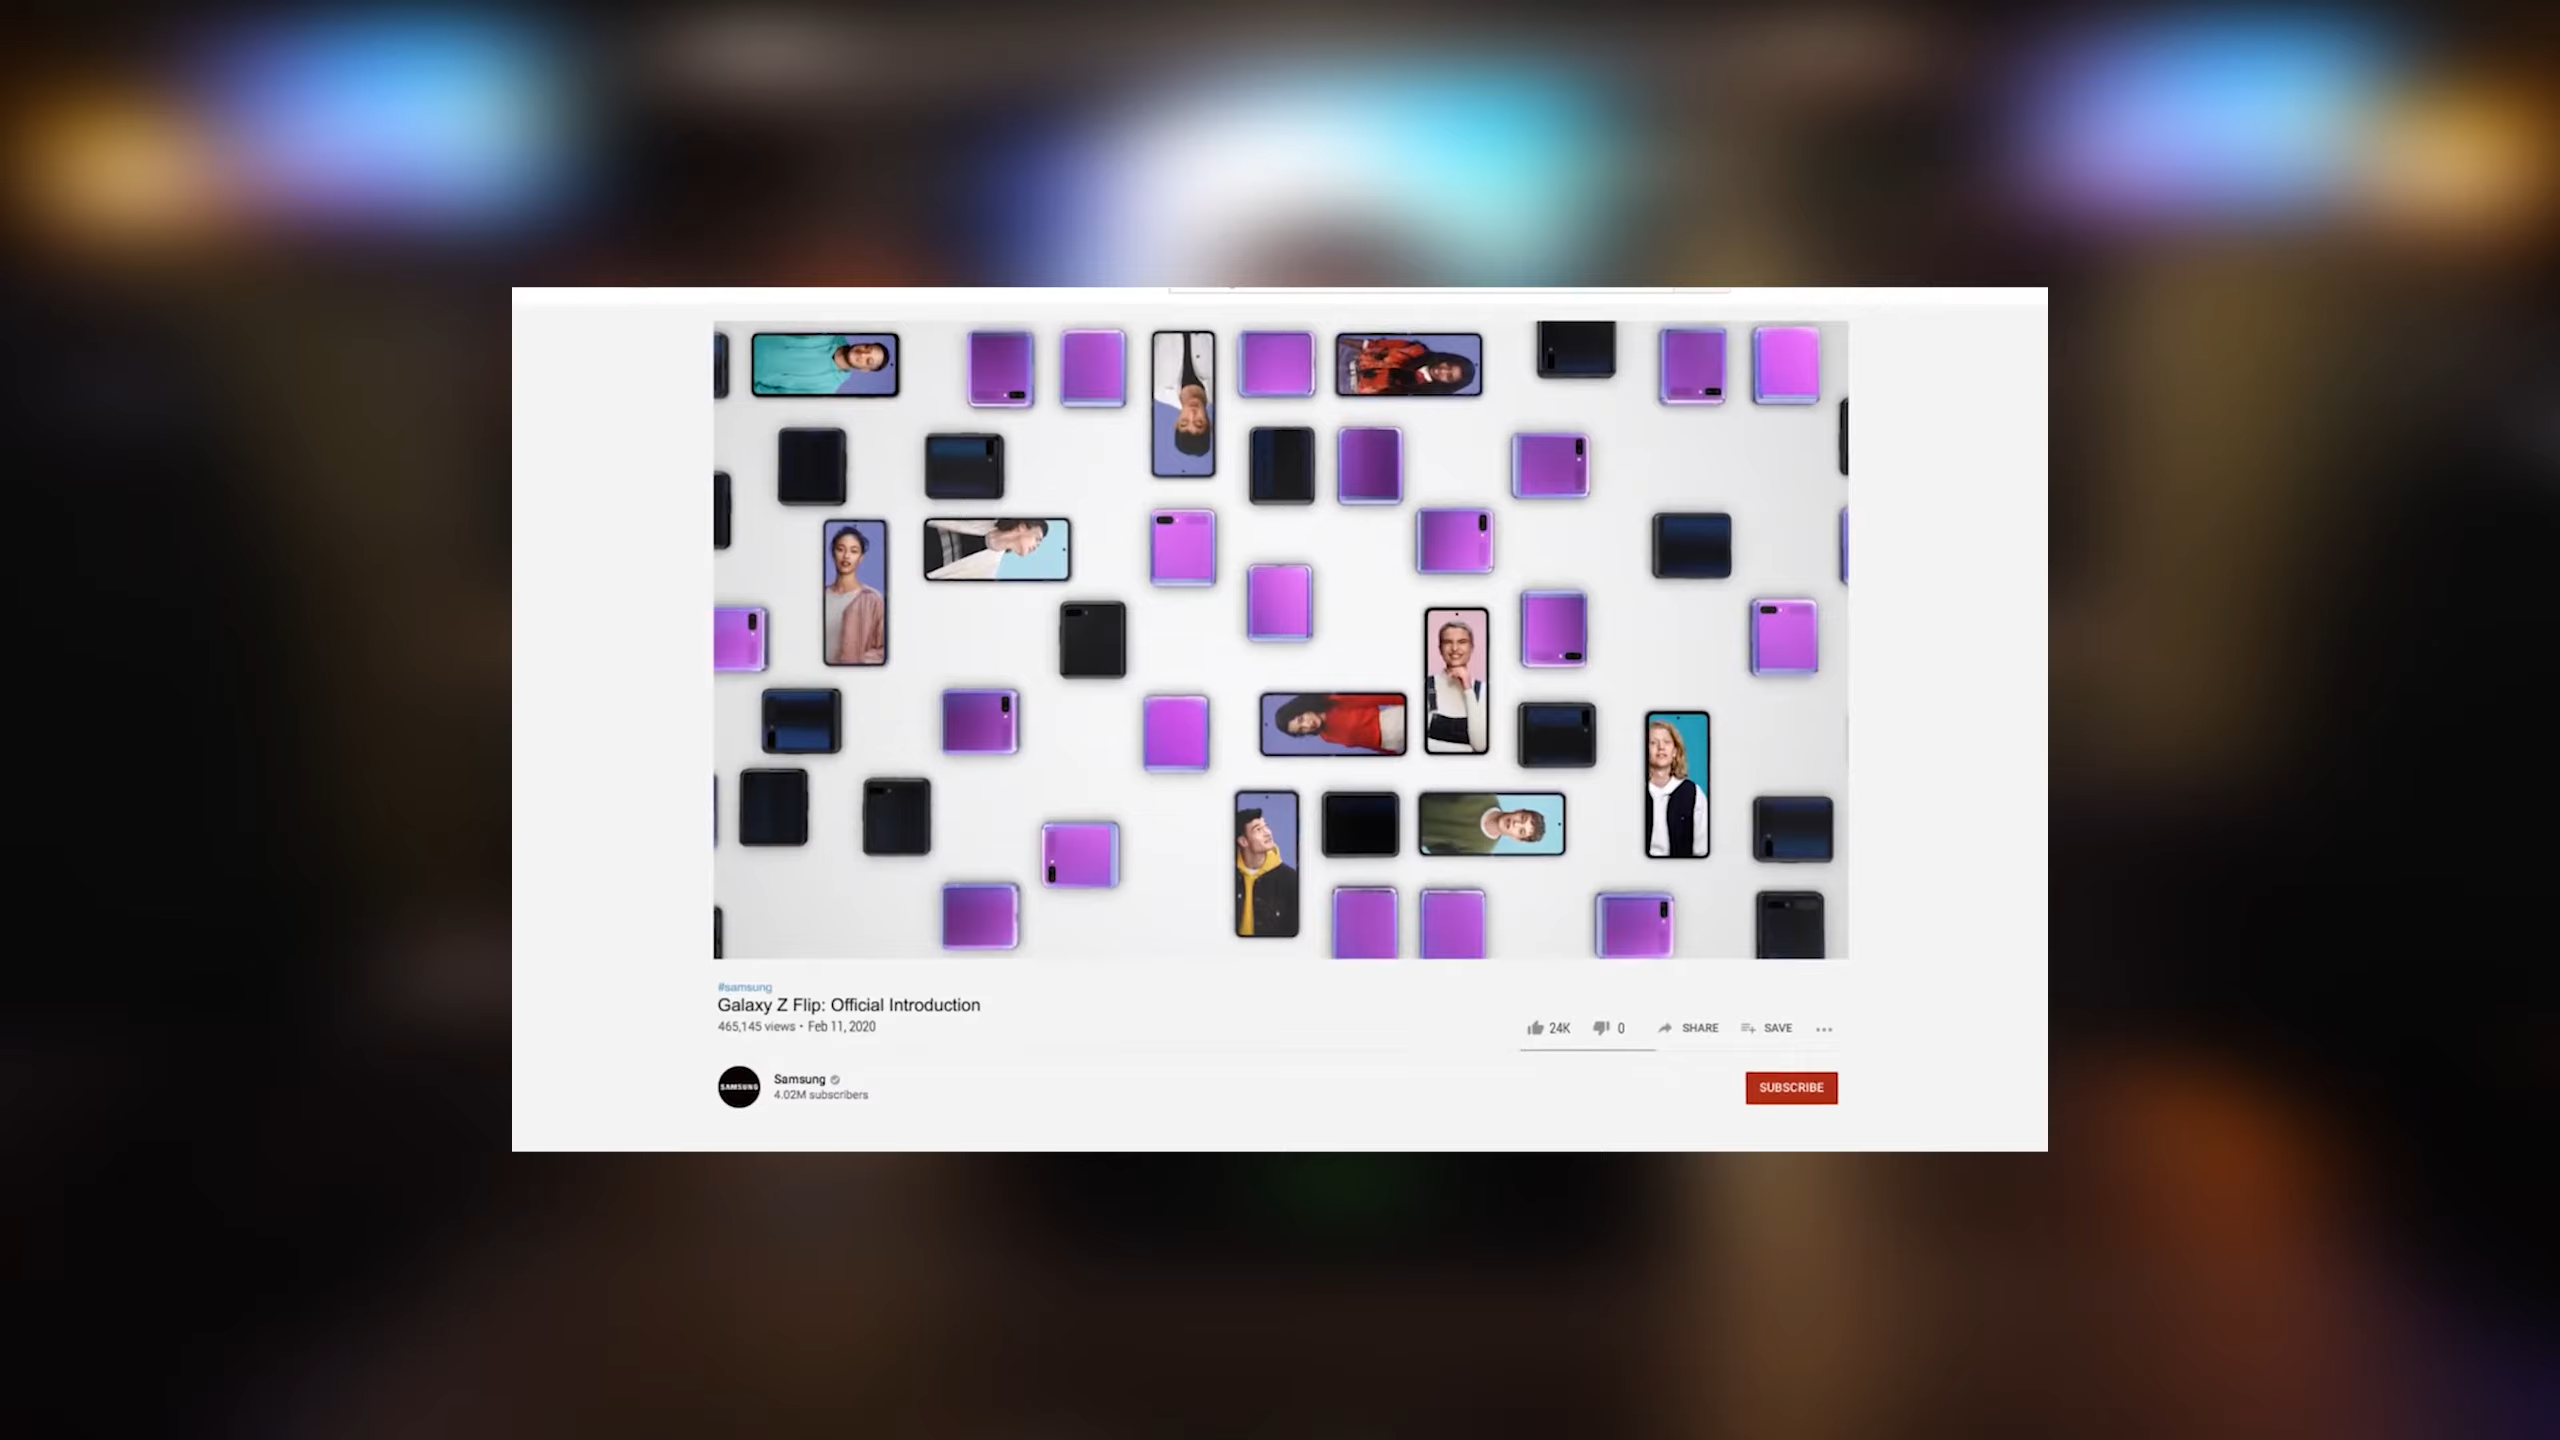 #samsung
Galaxy Z Flip: Official Introduction
465,145 views • Feb 11, 2020
24K 0 SHARE SAVE
SAMSUNG
Samsung
4.02M subscribers
SUBSCRIBE